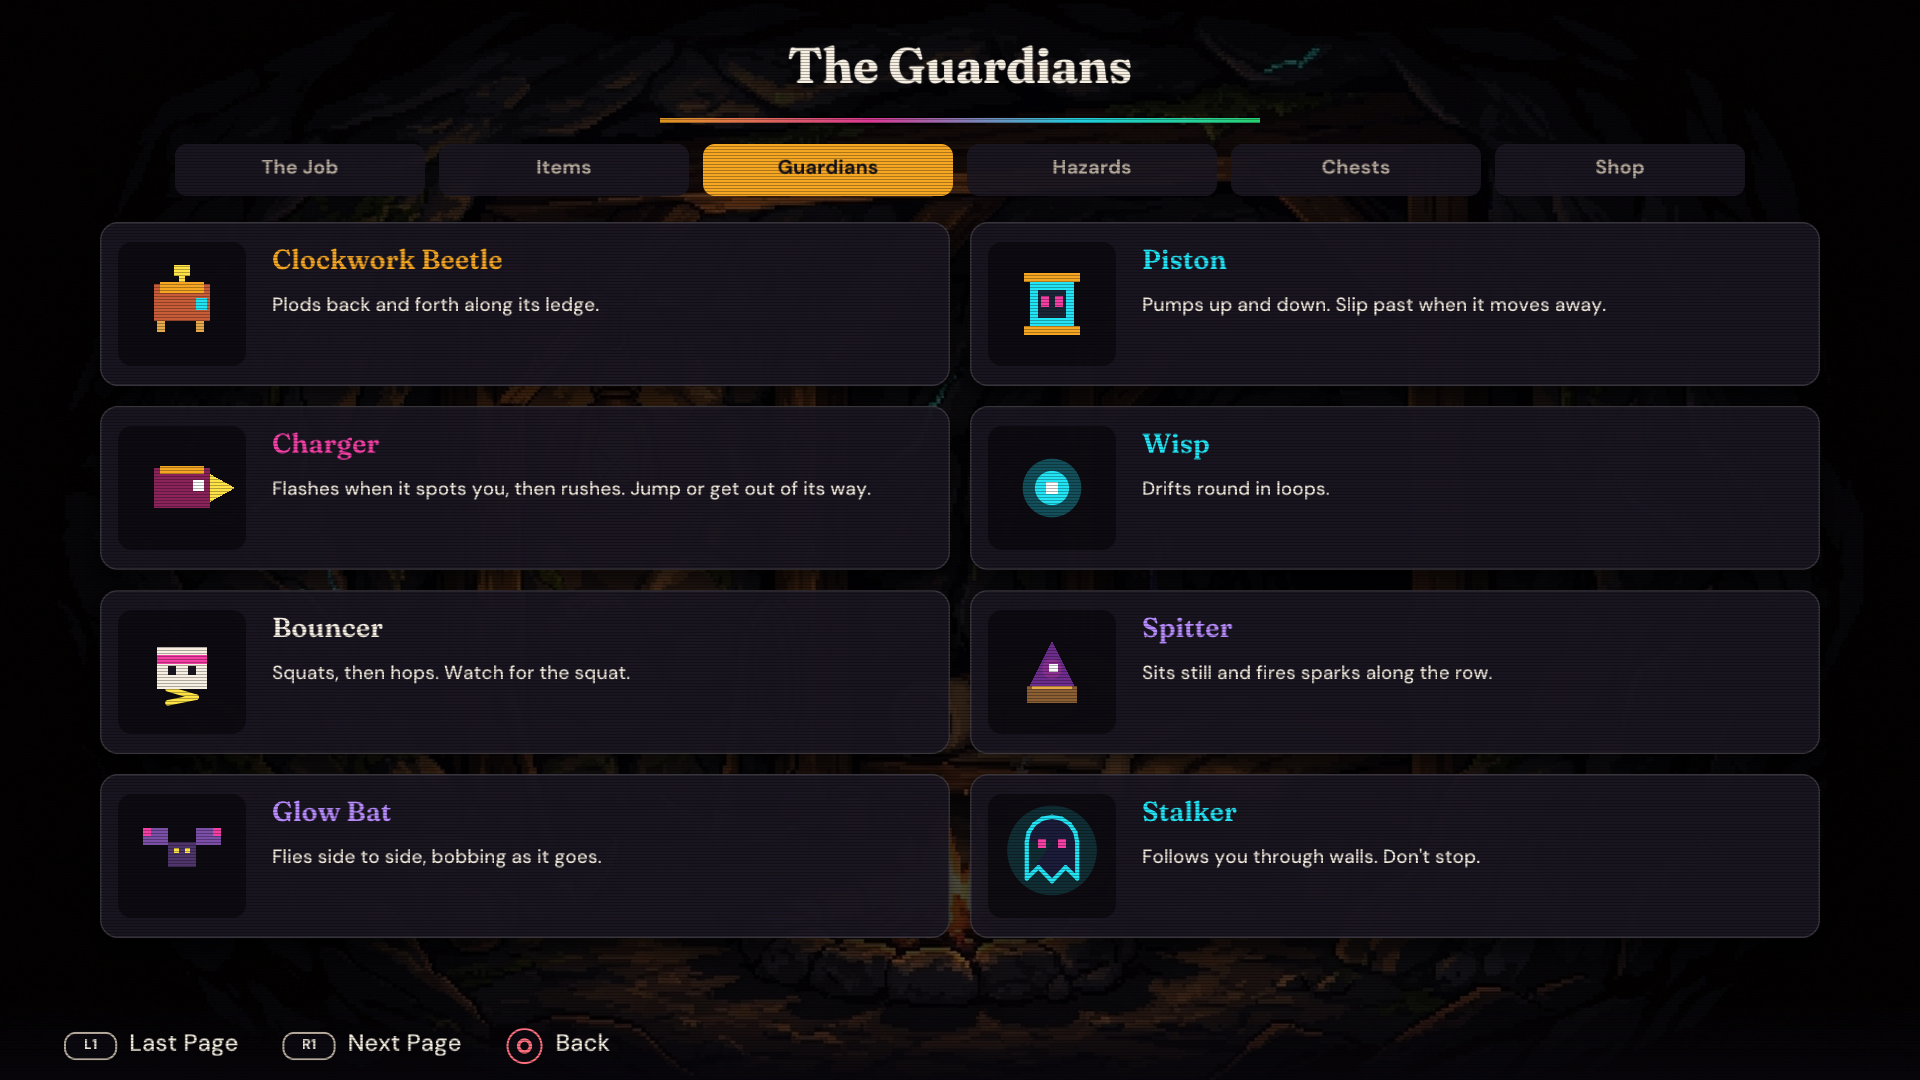 The Guardians
The Job
Items
Guardians
Hazards
Chests
Shop
Clockwork Beetle
Plods back and forth along its ledge.
Piston
Pumps up and down. Slip past when it moves away.
Charger
Flashes when it spots you, then rushes. Jump or get out of its way.
Wisp
Drifts round in loops.
Bouncer
Squats, then hops. Watch for the squat.
Spitter
Sits still and fires sparks along the row.
Glow Bat
Flies side to side, bobbing as it goes.
Stalker
Follows you through walls. Don't stop.
L1 Last Page
R1 Next Page
Back